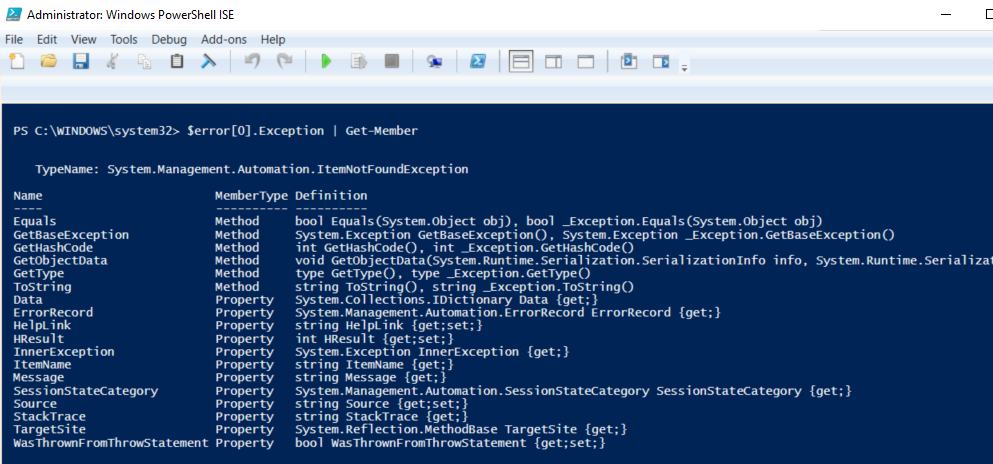 Administrator: Windows PowerShell ISE
File Edit View Tools Debug Add-ons Help
PS C:\WINDOWS\system32> $error[0].Exception | Get-Member
TypeName: System.Management.Automation.ItemNotFoundException
Name MemberType Definition
---- ---------- ----------
Equals Method bool Equals(System.Object obj), bool _Exception.Equals(System.Object obj)
GetBaseException Method System.Exception GetBaseException(), System.Exception _Exception.GetBaseException()
GetHashCode Method int GetHashCode(), int _Exception.GetHashCode()
GetObjectData Method void GetObjectData(System.Runtime.Serialization.SerializationInfo info, System.Runtime.Serializat
GetType Method type GetType(), type _Exception.GetType()
ToString Method string ToString(), string _Exception.ToString()
Data Property System.Collections.IDictionary Data {get;}
ErrorRecord Property System.Management.Automation.ErrorRecord ErrorRecord {get;}
HelpLink Property string HelpLink {get;set;}
HResult Property int HResult {get;set;}
InnerException Property System.Exception InnerException {get;}
ItemName Property string ItemName {get;}
Message Property string Message {get;}
SessionStateCategory Property System.Management.Automation.SessionStateCategory SessionStateCategory {get;}
Source Property string Source {get;set;}
StackTrace Property string StackTrace {get;}
TargetSite Property System.Reflection.MethodBase TargetSite {get;}
WasThrownFromThrowStatement Property bool WasThrownFromThrowStatement {get;set;}